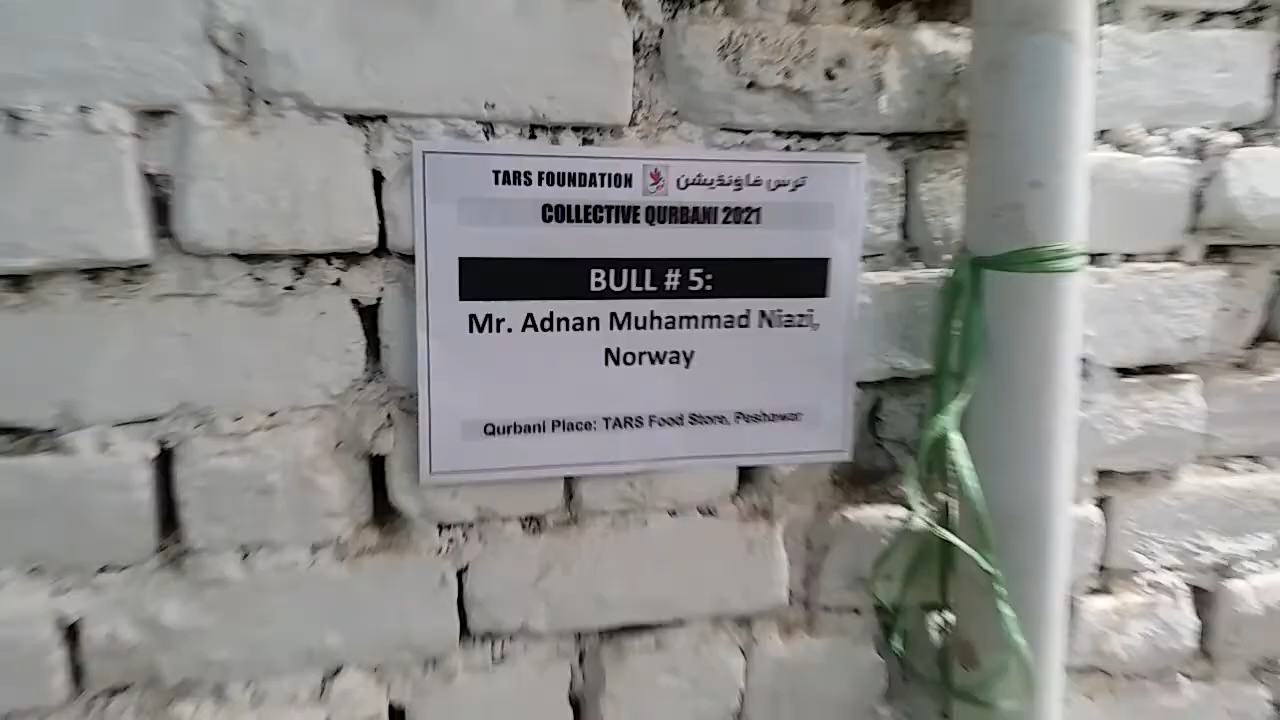 TARS FOUNDATION ترس فاؤنڈیشن
COLLECTIVE QURBANI 2021
BULL # 5:
Mr. Adnan Muhammad Niazi,
Norway
Qurbani Place: TARS Food Store, Peshawar